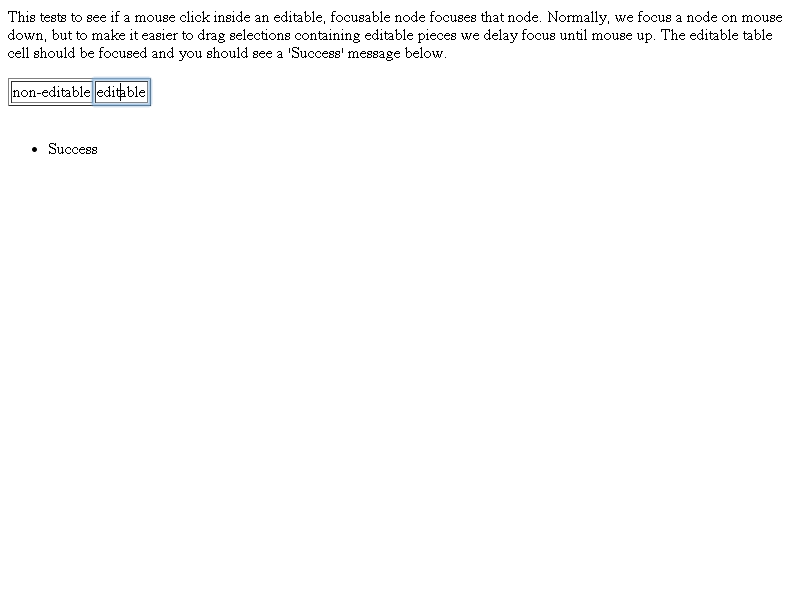 This tests to see if a mouse click inside an editable, focusable node focuses that node. Normally, we focus a node on mouse
down, but to make it easier to drag selections containing editable pieces we delay focus until mouse up. The editable table
cell should be focused and you should see a 'Success' message below.
non-editable editable
• Success